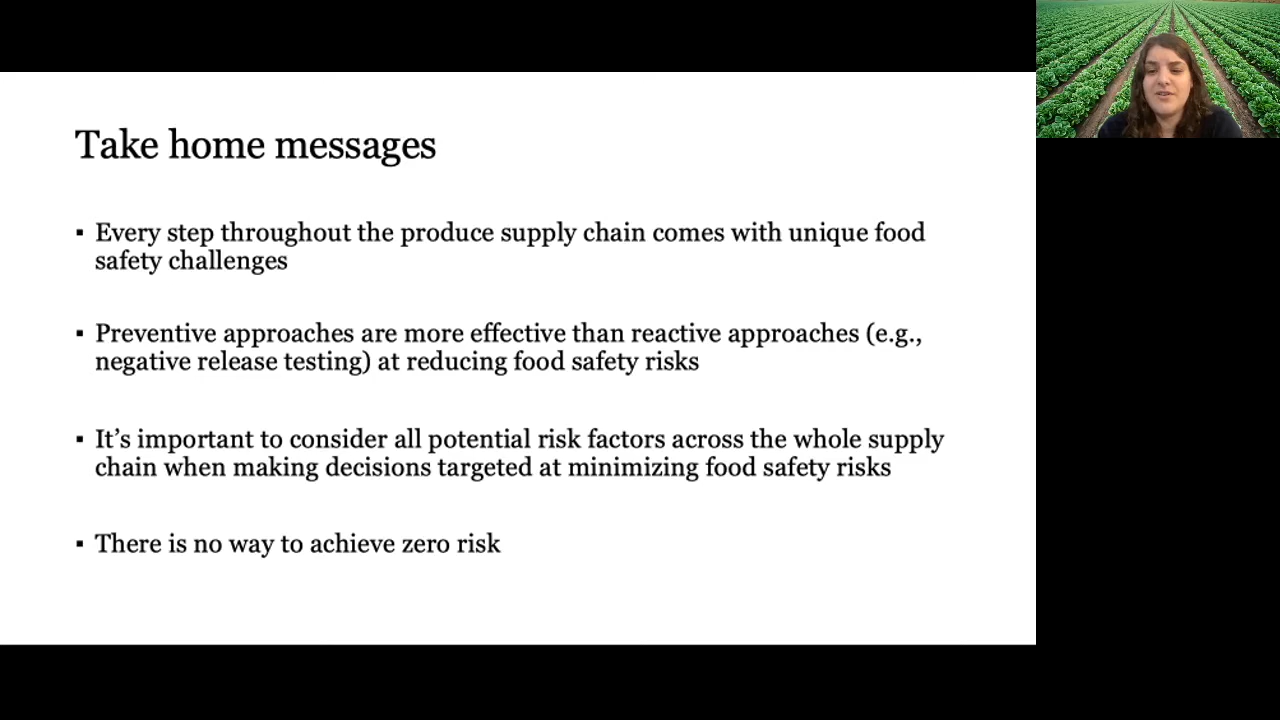 Take home messages
▪ Every step throughout the produce supply chain comes with unique food
safety challenges
▪ Preventive approaches are more effective than reactive approaches (e.g.,
negative release testing) at reducing food safety risks
▪ It’s important to consider all potential risk factors across the whole supply
chain when making decisions targeted at minimizing food safety risks
▪ There is no way to achieve zero risk